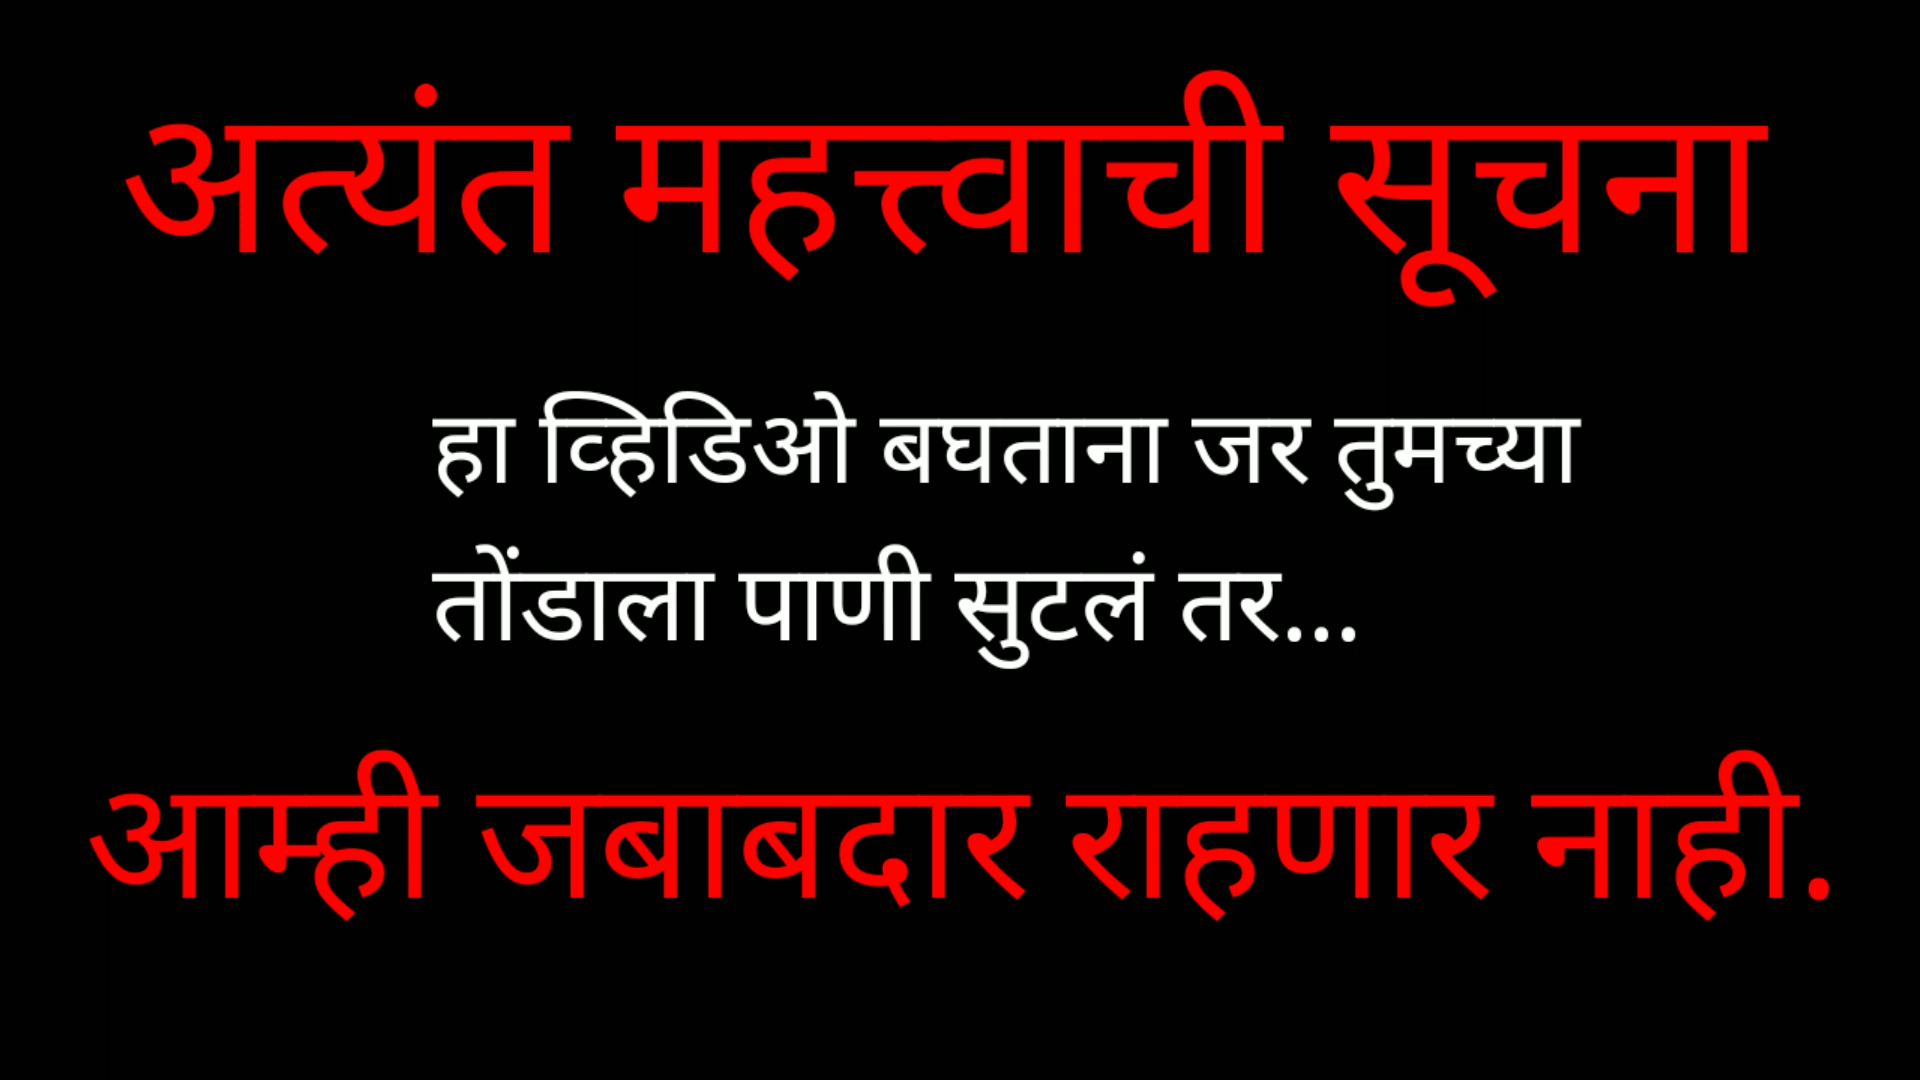 अत्यंत महत्त्वाची सूचना
हा व्हिडिओ बघताना जर तुमच्या
तोंडाला पाणी सुटलं तर...
आम्ही जबाबदार राहणार नाही.